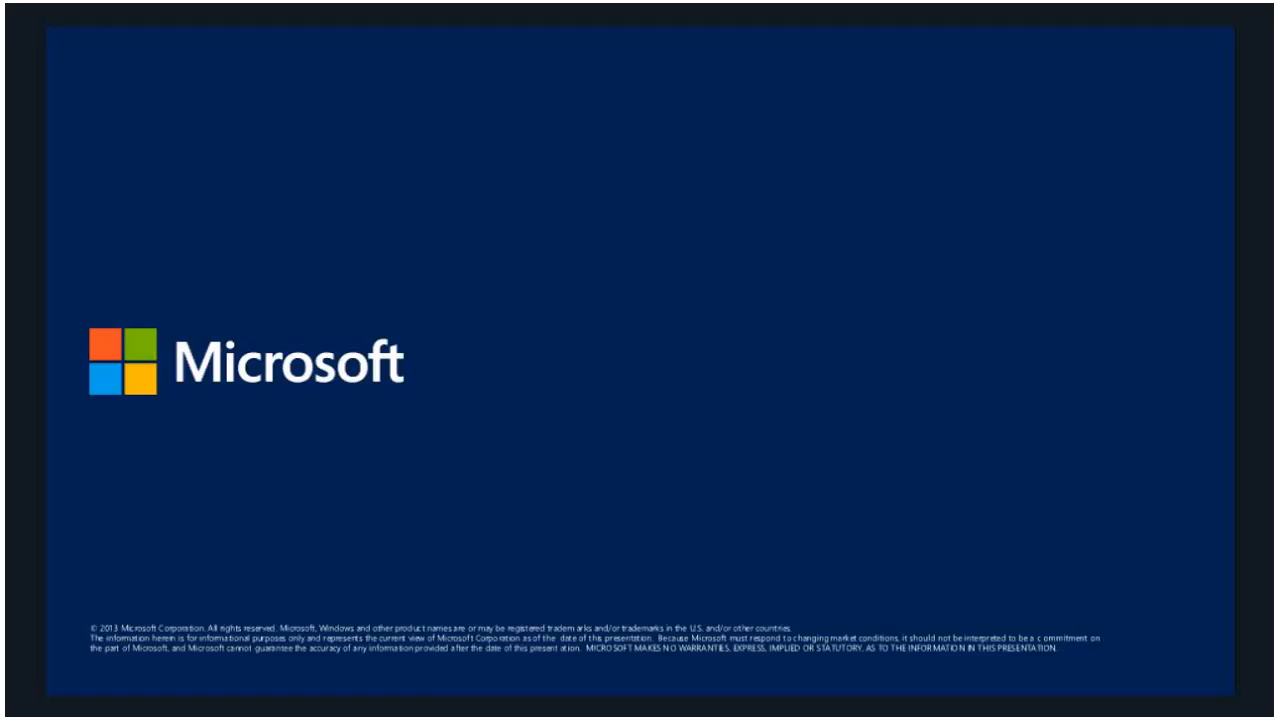 Microsoft
© 2013 Microsoft Corporation. All rights reserved. Microsoft, Windows and other product names are or may be registered trademarks and/or trademarks in the U.S. and/or other countries.
The information herein is for informational purposes only and represents the current view of Microsoft Corporation as of the date of this presentation. Because Microsoft must respond to changing market conditions, it should not be interpreted to be a commitment on
the part of Microsoft, and Microsoft cannot guarantee the accuracy of any information provided after the date of this presentation. MICROSOFT MAKES NO WARRANTIES, EXPRESS, IMPLIED OR STATUTORY, AS TO THE INFORMATION IN THIS PRESENTATION.